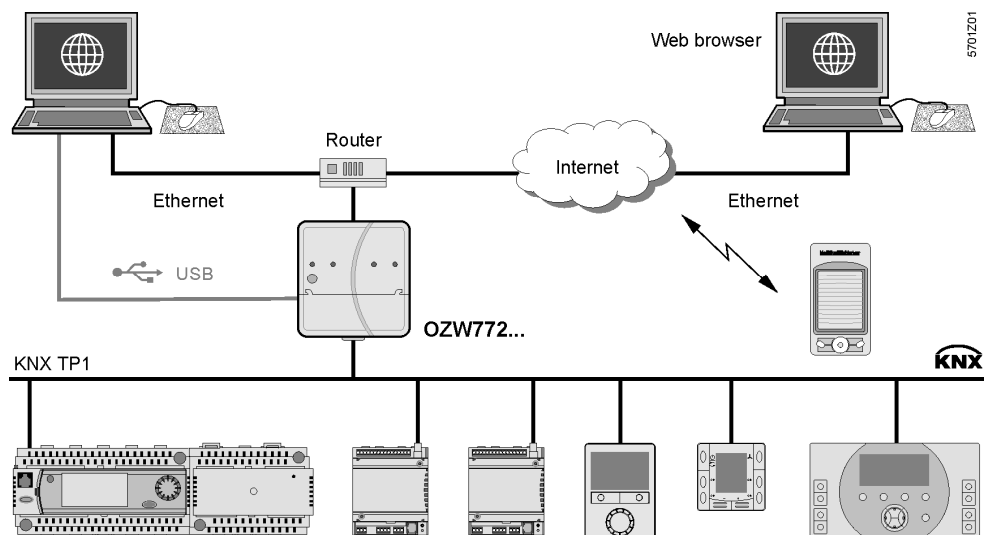 Web browser
5701Z01
Router
Internet
Ethernet
Ethernet
USB
OZW772...
KNX TP1
KNX